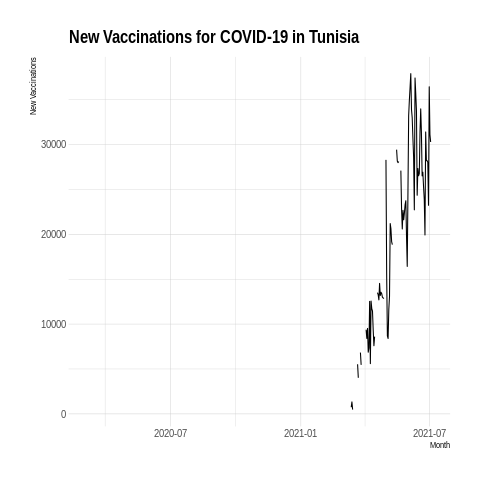 New Vaccinations for COVID-19 in Tunisia
New Vaccinations
30000
20000
10000
0
2020-07
2021-01
2021-07
Month